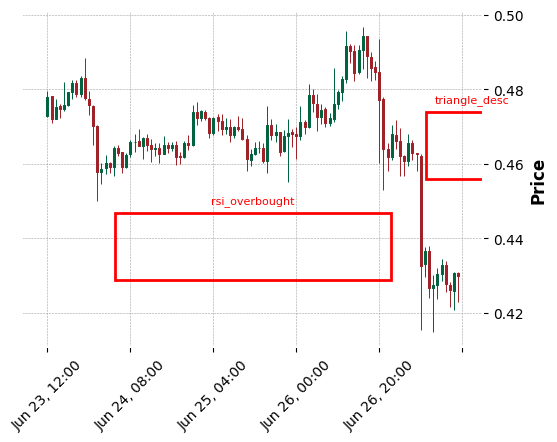 0.50
0.48
triangle_desc
0.46
Price
rsi_overbought
0.44
0.42
Jun 23, 12:00
Jun 24, 08:00
Jun 25, 04:00
Jun 26, 00:00
Jun 26, 20:00